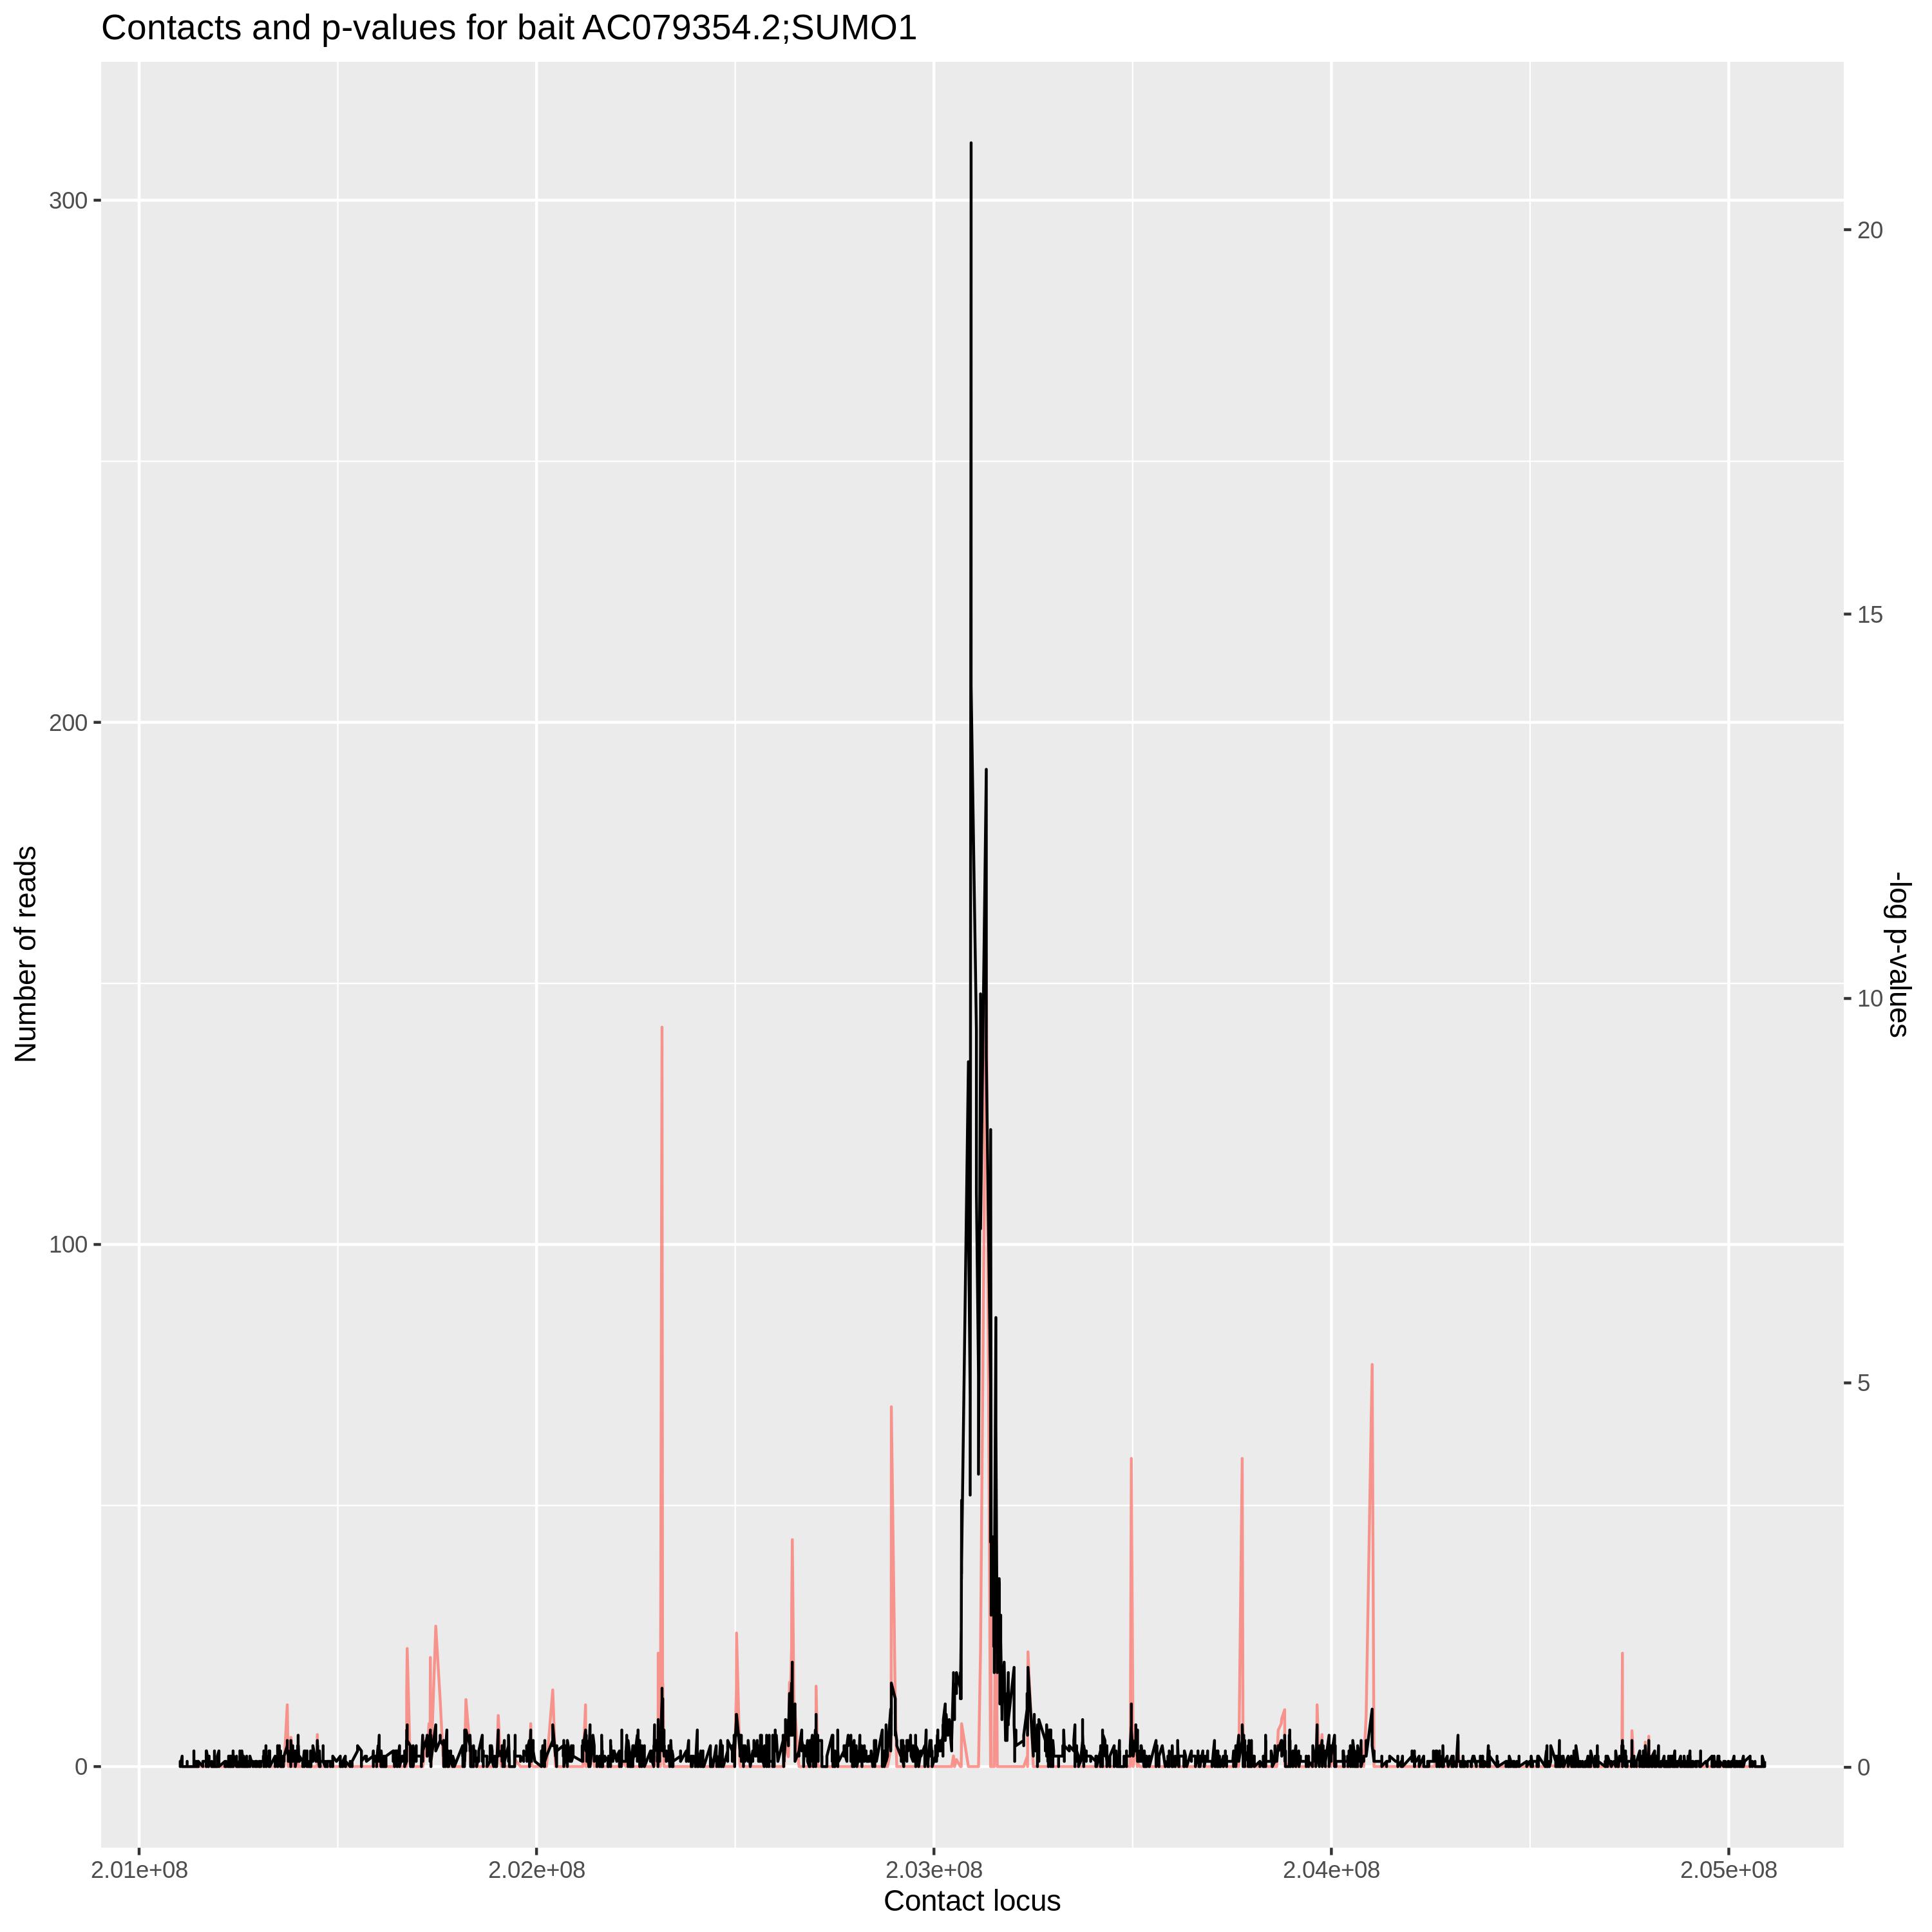 Contacts and p-values for bait AC079354.2;SUMO1
300
200
100
0
Number of reads
20
15
10
5
0
-log p-values
2.01e+08 2.02e+08 2.03e+08 2.04e+08 2.05e+08
Contact locus